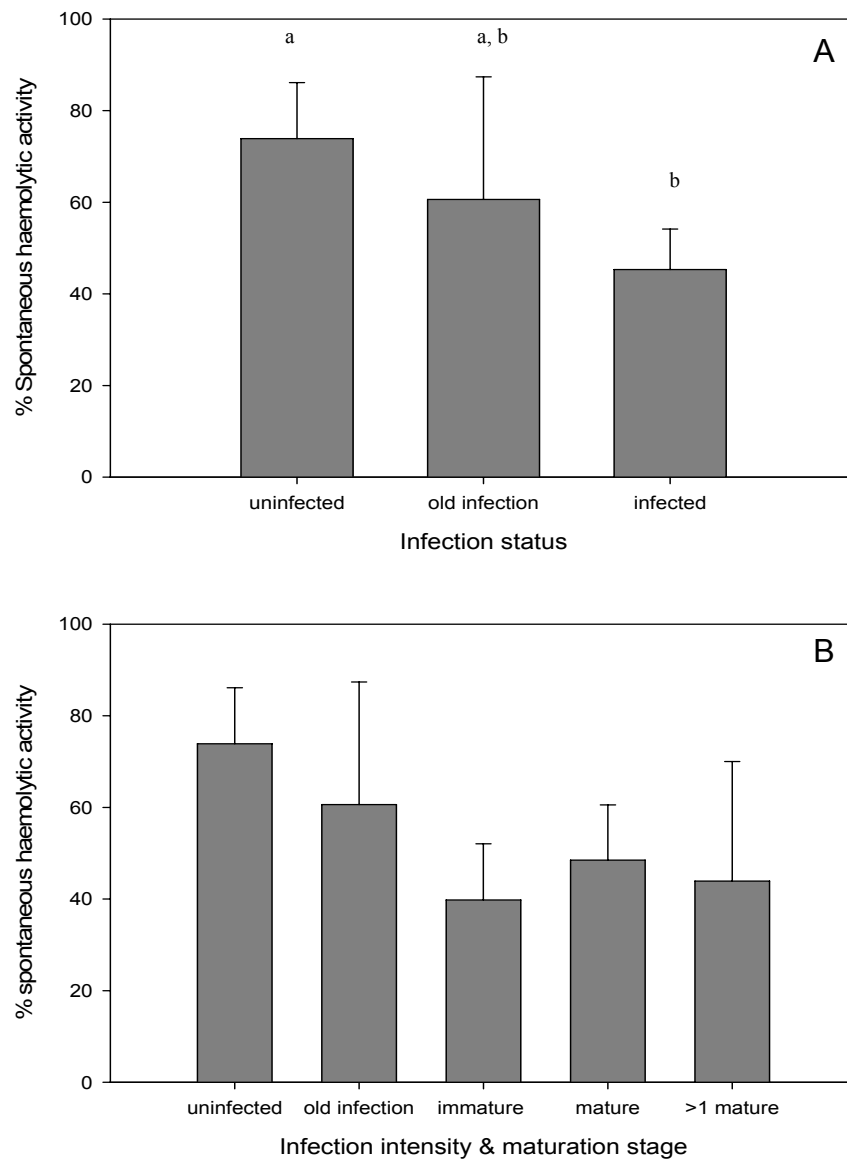 A
a
a, b
b
100
80
60
40
20
0
% Spontaneous haemolytic activity
uninfected
old infection
infected
Infection status
B
100
80
60
40
20
0
% spontaneous haemolytic activity
uninfected
old infection
immature
mature
>1 mature
Infection intensity & maturation stage